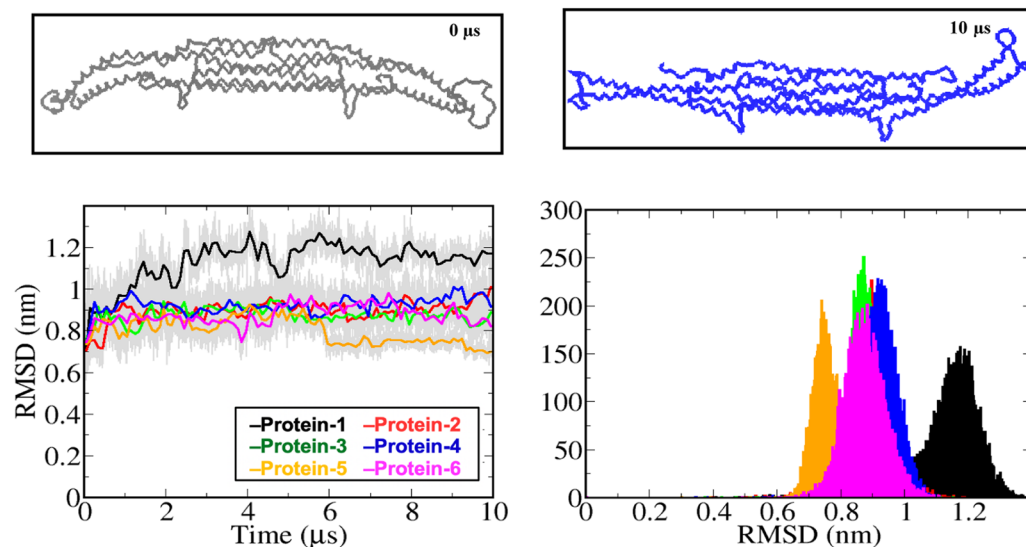 0 µs
10 µs
RMSD (nm)
1.2
1
0.8
0.6
0.4
0.2
0
–Protein-1 –Protein-2
–Protein-3 –Protein-4
–Protein-5 –Protein-6
0 2 4 6 8 10
Time (µs)
300
250
200
150
100
50
0
0 0.2 0.4 0.6 0.8 1 1.2
RMSD (nm)